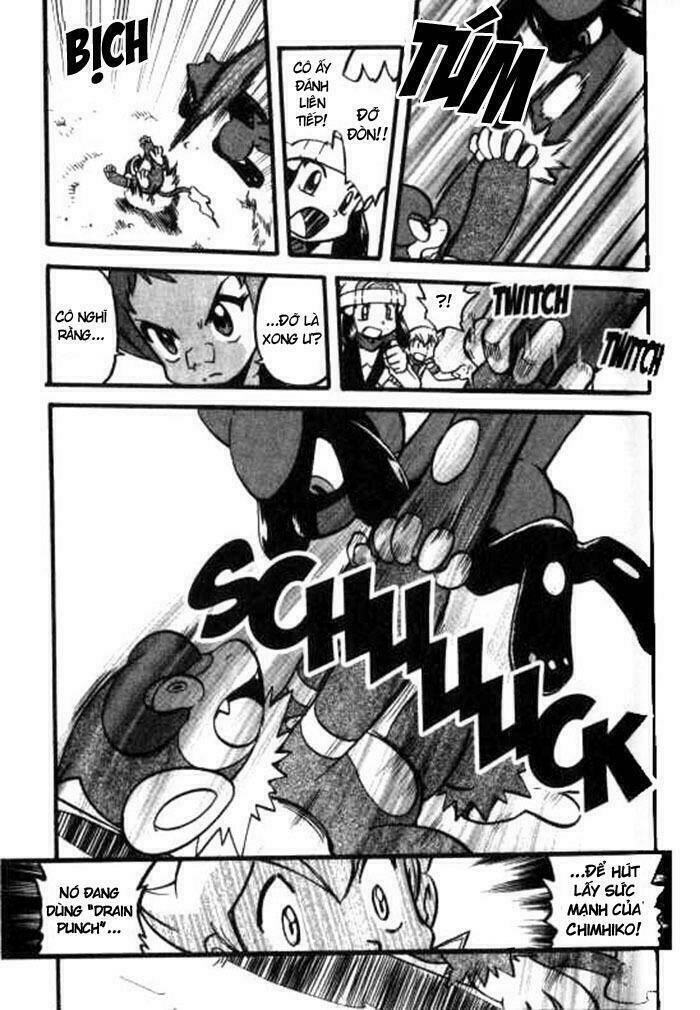 BỊCH
CÔ ẤY
ĐÁNH
LIÊN
TIẾP!
ĐỠ
ĐÒN!!
TÚM
CÔ NGHĨ
RẰNG...
...ĐỠ LÀ
XONG Ư?
?!
TWITCH
TWITCH
SCHUUUUCK
NÓ ĐANG
DÙNG "DRAIN
PUNCH"...
...ĐỂ HÚT
LẤY SỨC
MẠNH CỦA
CHIMHIKO!